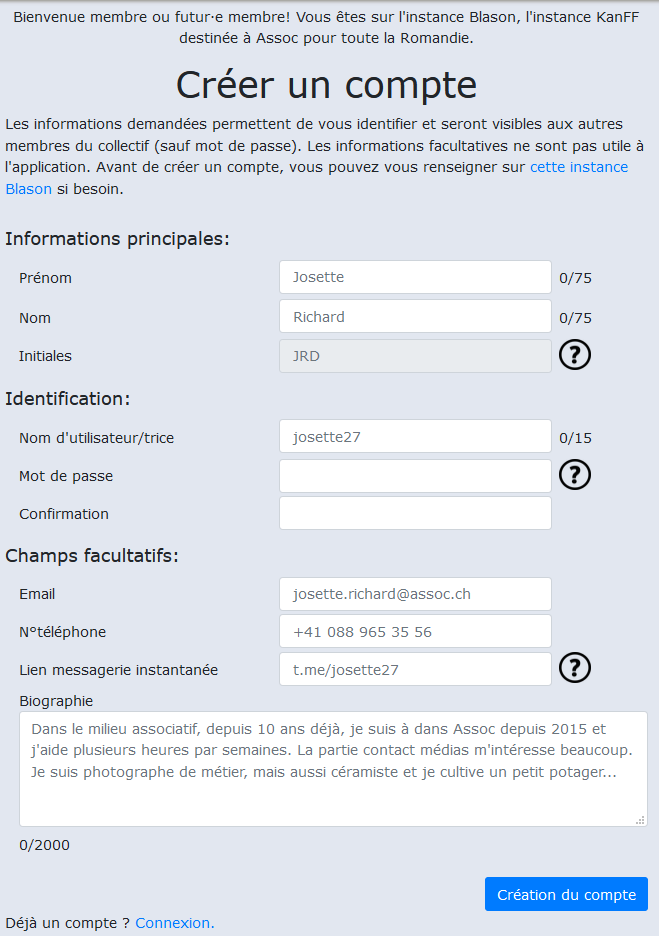 Bienvenue membre ou futur·e membre! Vous êtes sur l'instance Blason, l'instance KanFF
destinée à Assoc pour toute la Romandie.
Créer un compte
Les informations demandées permettent de vous identifier et seront visibles aux autres
membres du collectif (sauf mot de passe). Les informations facultatives ne sont pas utile à
l'application. Avant de créer un compte, vous pouvez vous renseigner sur cette instance
Blason si besoin.
Informations principales:
Prénom Josette 0/75
Nom Richard 0/75
Initiales JRD ?
Identification:
Nom d'utilisateur/trice josette27 0/15
Mot de passe ?
Confirmation
Champs facultatifs:
Email josette.richard@assoc.ch
N°téléphone +41 088 965 35 56
Lien messagerie instantanée t.me/josette27 ?
Biographie
Dans le milieu associatif, depuis 10 ans déjà, je suis à dans Assoc depuis 2015 et
j'aide plusieurs heures par semaines. La partie contact médias m'intéresse beaucoup.
Je suis photographe de métier, mais aussi céramiste et je cultive un petit potager...
0/2000
Création du compte
Déjà un compte ? Connexion.